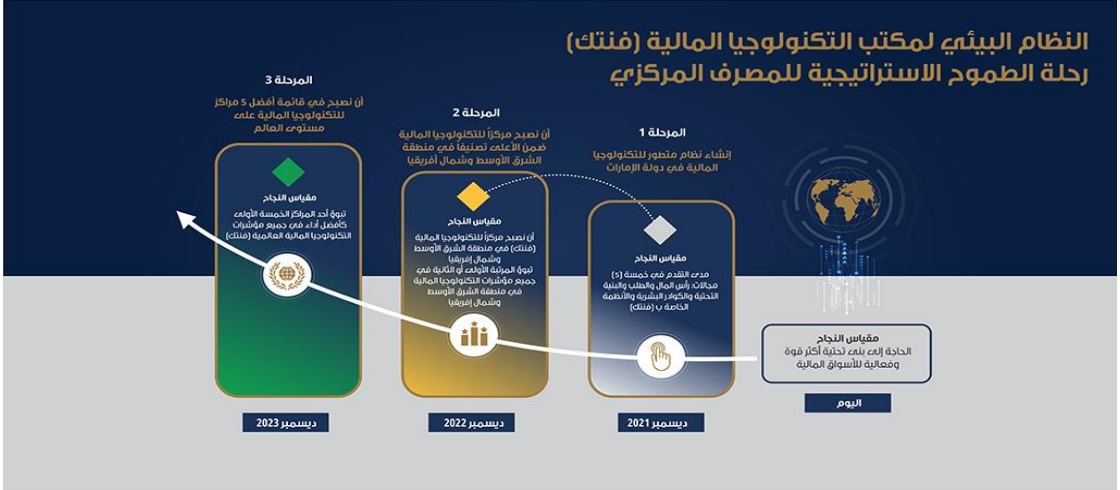 النظام البيئي لمكتب التكنولوجيا المالية (فنتك)
رحلة الطموح الاستراتيجية للمصرف المركزي
مقياس النجاح
الحاجة إلى بنى تحتية أكثر قوة
وفعالية للأسواق المالية
اليوم
المرحلة 1
إنشاء نظام متطور للتكنولوجيا
المالية في دولة الإمارات
مقياس النجاح
مدى التقدم في خمسة (5)
مجالات: رأس المال والطلب والبنية
التحتية والكوادر البشرية والأنظمة
الخاصة ب (فنتك)
ديسمبر 2021
المرحلة 2
أن نصبح مركزاً للتكنولوجيا المالية
ضمن الأعلى تصنيفاً في منطقة
الشرق الأوسط وشمال أفريقيا
مقياس النجاح
أن نصبح مركزاً للتكنولوجيا المالية
(فنتك) في منطقة الشرق الأوسط
وشمال إفريقيا
تبوؤ المرتبة الأولى أو الثانية في
جميع مؤشرات التكنولوجيا المالية
في منطقة الشرق الأوسط
وشمال إفريقيا
ديسمبر 2022
المرحلة 3
أن نصبح في قائمة أفضل 5 مراكز
للتكنولوجيا المالية على
مستوى العالم
مقياس النجاح
تبوؤ أحد المراكز الخمسة الأولى
كأفضل أداء في جميع مؤشرات
التكنولوجيا المالية العالمية (فنتك)
ديسمبر 2023